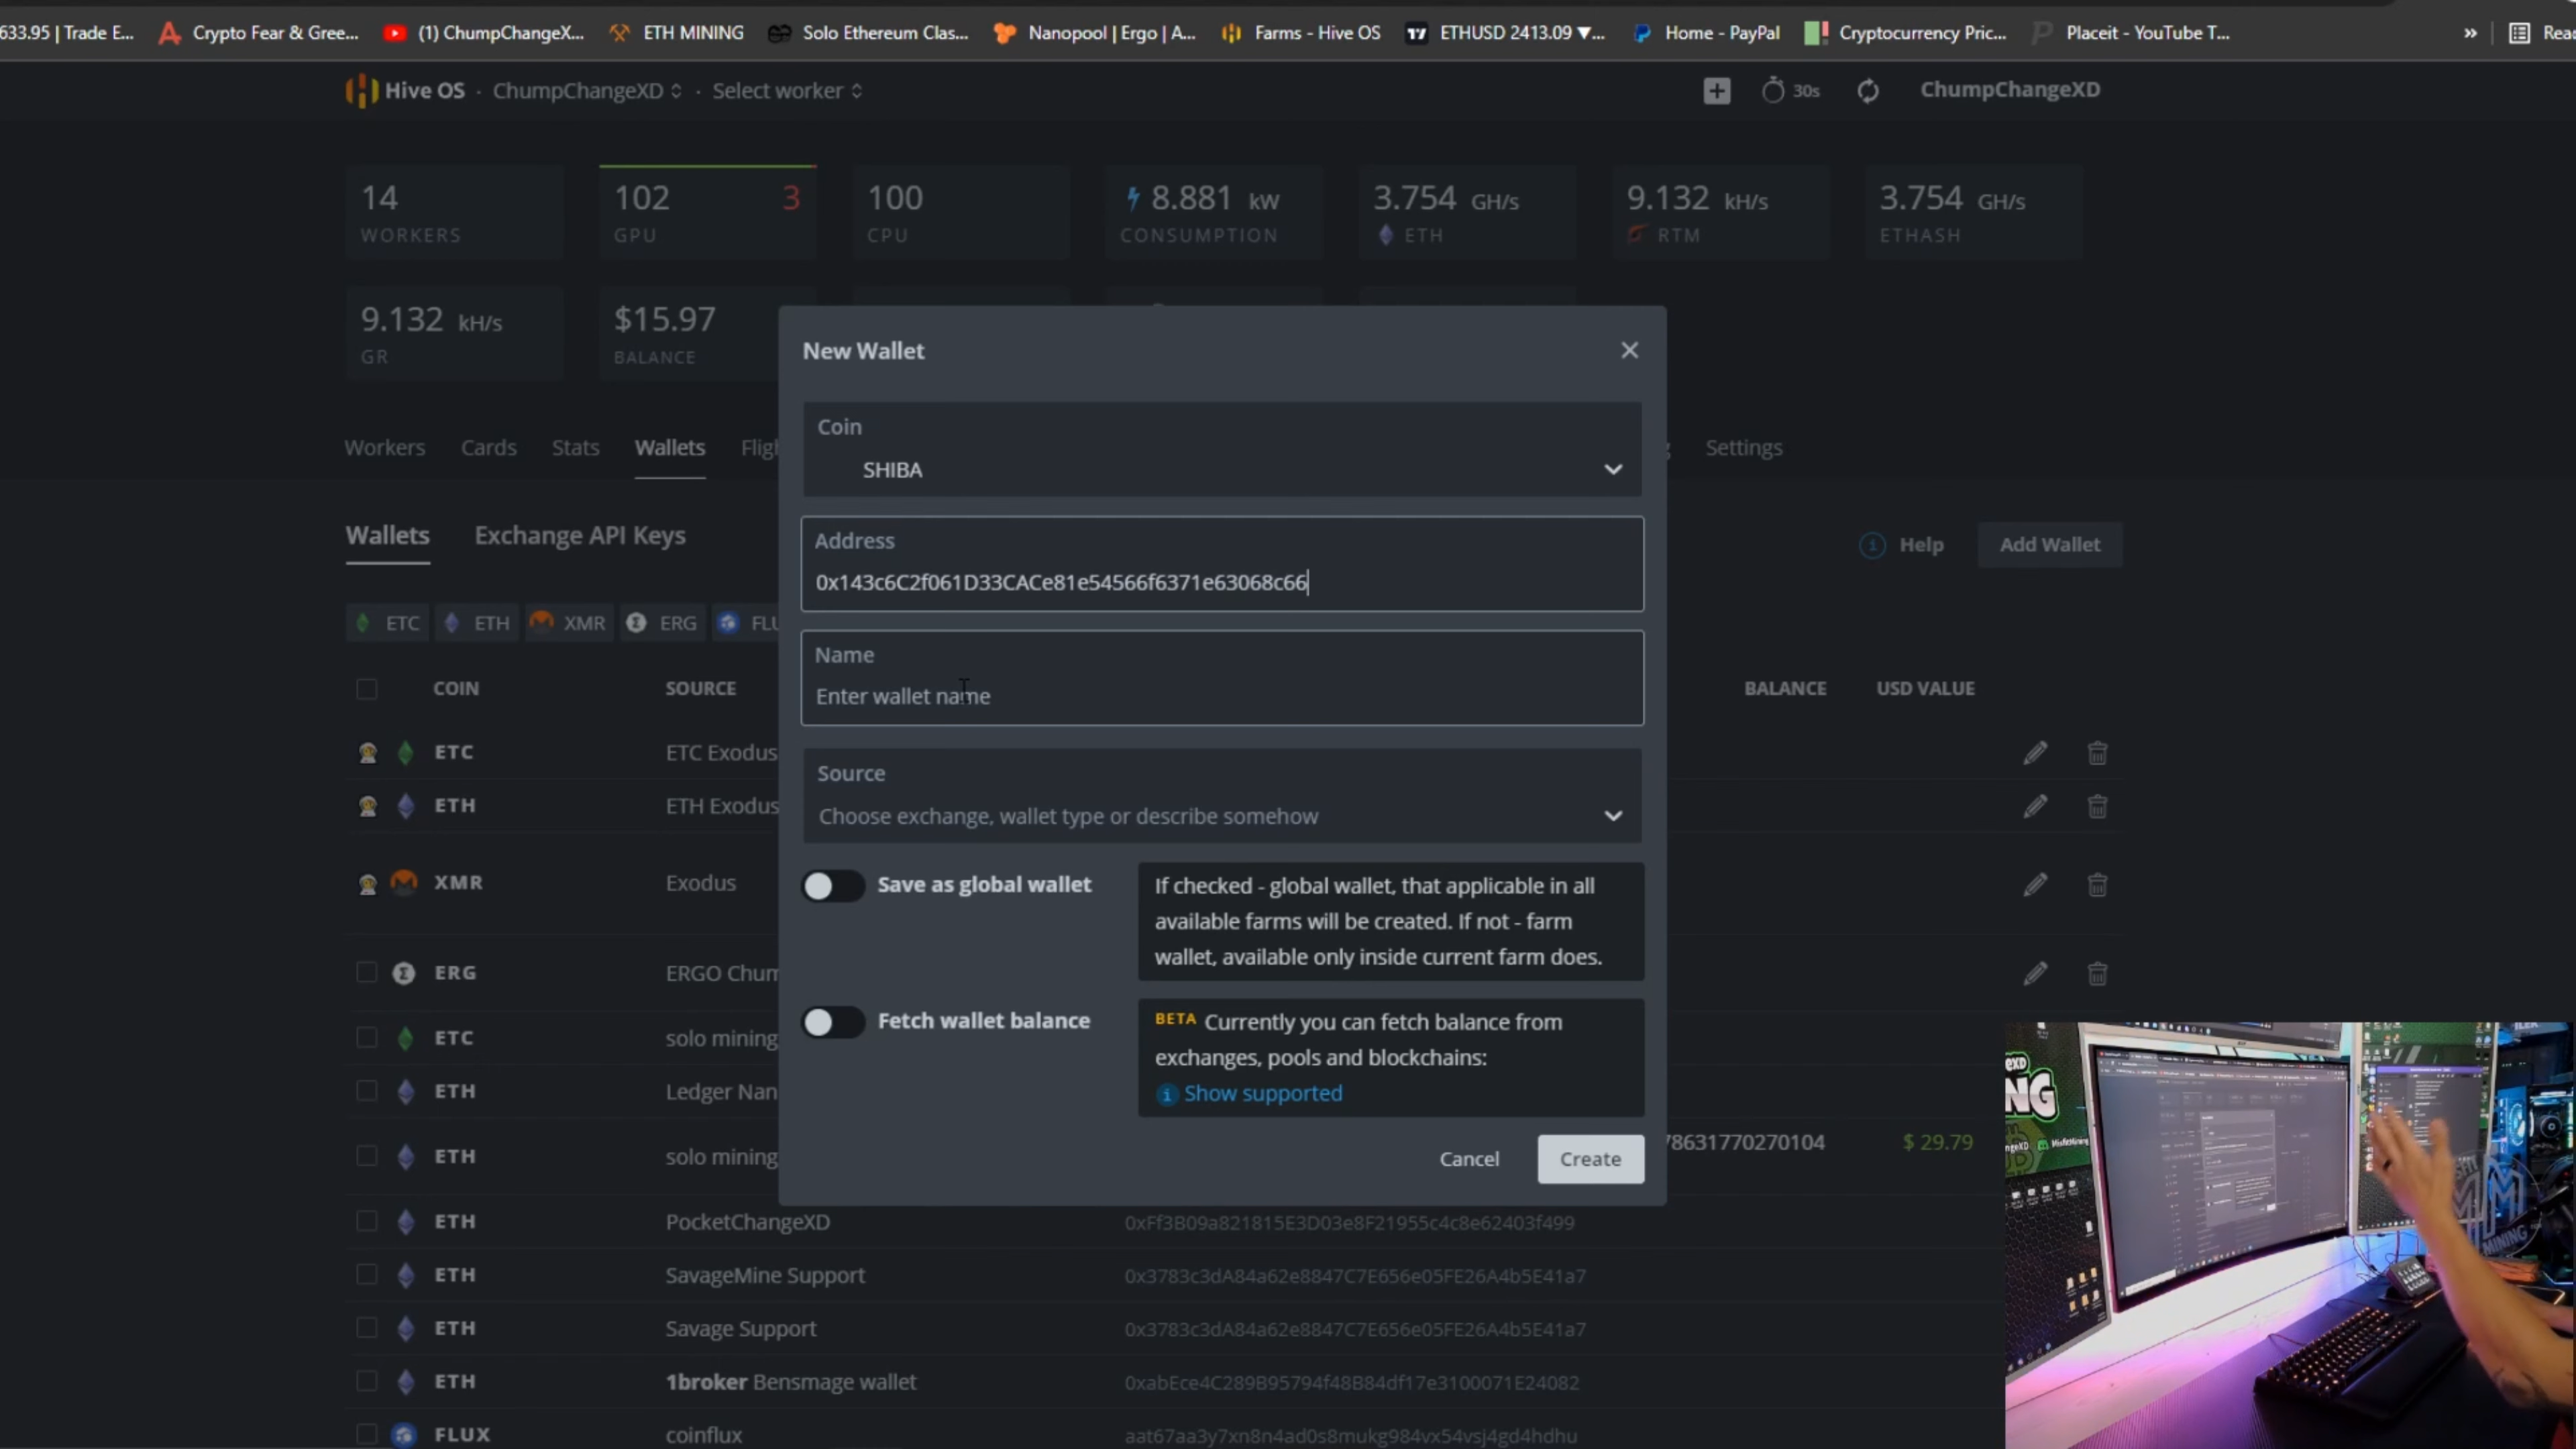 633.95 | Trade E...
Crypto Fear & Gree...
(1) ChumpChangeX...
ETH MINING
Solo Ethereum Clas...
Nanopool | Ergo | A...
Farms - Hive OS
ETHUSD 2413.09 ▼...
Home - PayPal
Cryptocurrency Pric...
Placeit - YouTube T...
»
Hive OS · ChumpChangeXD · Select worker
30s
ChumpChangeXD
14
WORKERS
102 3
GPU
100
CPU
8.881 kW
CONSUMPTION
3.754 GH/s
ETH
9.132 kH/s
RTM
3.754 GH/s
ETHASH
9.132 kH/s
GR
$15.97
BALANCE
Workers Cards Stats Wallets Settings
Wallets Exchange API Keys
Help Add Wallet
ETC ETH XMR ERG
COIN SOURCE BALANCE USD VALUE
ETC ETC Exodus
ETH ETH Exodus
XMR Exodus
ERG ERGO
ETC solo mining
ETH Ledger
ETH solo mining 78631770270104 $ 29.79
ETH PocketChangeXD 0xFf3B09a821815E3D03e8F21955c4c8e62403f499
ETH SavageMine Support 0x3783c3dA84a62e8847C7E656e05FE26A4b5E41a7
ETH Savage Support 0x3783c3dA84a62e8847C7E656e05FE26A4b5E41a7
ETH 1broker Bensmage wallet 0xabEce4C289B95794f48B84df17e3100071E24082
FLUX coinflux aat67aa3y7xn8n4ad0s8mukg984vx54vsj4gd4hdhu
New Wallet
Coin
SHIBA
Address
0x143c6C2f061D33CACe81e54566f6371e63068c66
Name
Enter wallet name
Source
Choose exchange, wallet type or describe somehow
Save as global wallet
If checked - global wallet, that applicable in all
available farms will be created. If not - farm
wallet, available only inside current farm does.
Fetch wallet balance
BETA Currently you can fetch balance from
exchanges, pools and blockchains:
Show supported
Cancel Create
MINING